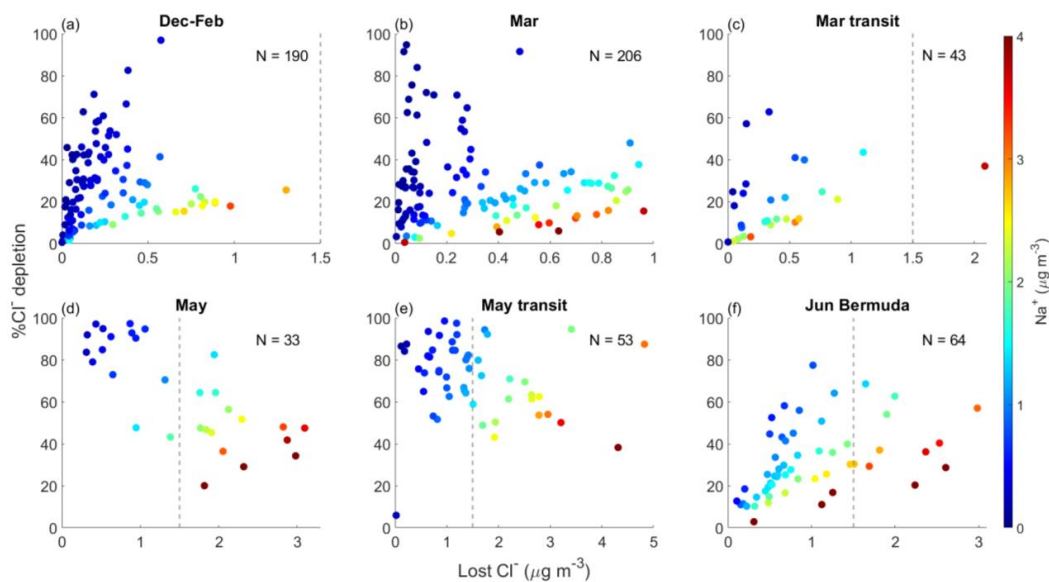 (a) Dec-Feb
N = 190
100
80
60
40
20
0
0 0.5 1 1.5
(b) Mar
N = 206
100
80
60
40
20
0
0 0.2 0.4 0.6 0.8 1
(c) Mar transit
N = 43
100
80
60
40
20
0
0 0.5 1 1.5 2
%Cl⁻ depletion
(d) May
N = 33
100
80
60
40
20
0
0 1 2 3
(e) May transit
N = 53
100
80
60
40
20
0
0 1 2 3 4 5
(f) Jun Bermuda
N = 64
100
80
60
40
20
0
0 1 2 3
Lost Cl⁻ (μg m⁻³)
4
3
2
1
0
Na⁺ (μg m⁻³)